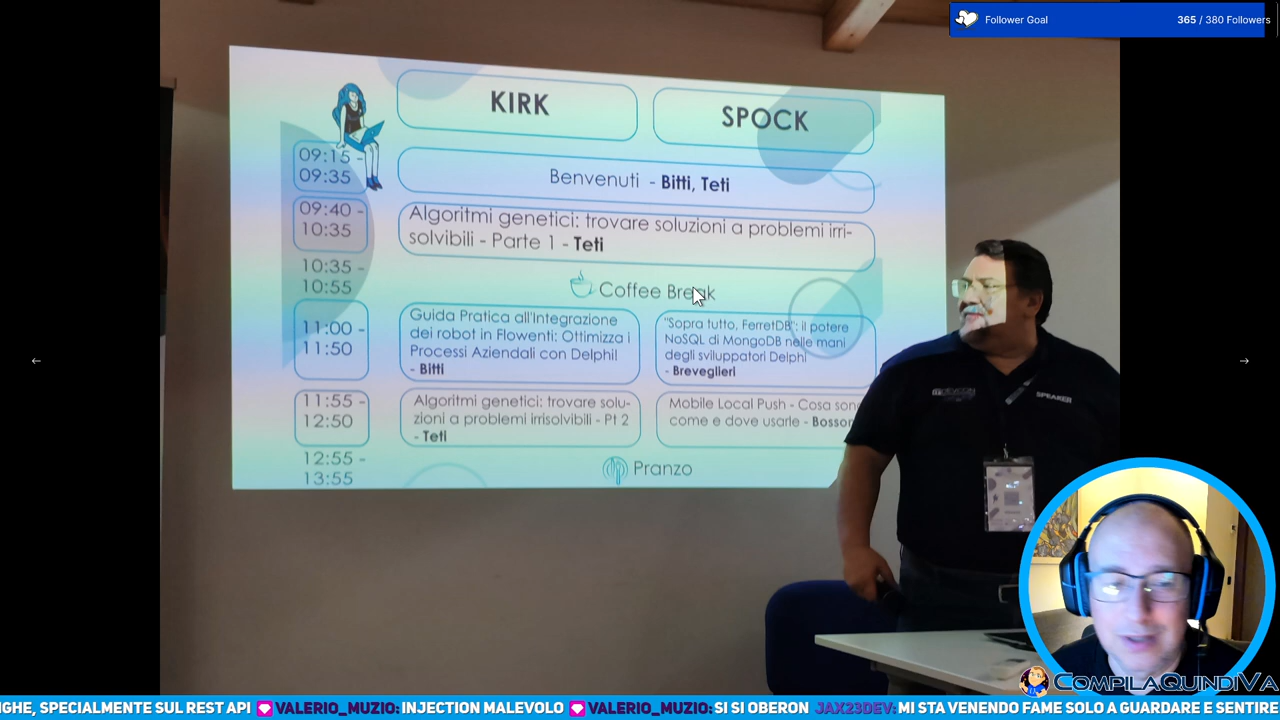 Follower Goal
365 / 380 Followers
KIRK
SPOCK
09:15 -
09:35
Benvenuti - Bitti, Teti
09:40 -
10:35
Algoritmi genetici: trovare soluzioni a problemi irri-
solvibili - Parte 1 - Teti
10:35 -
10:55
Coffee Break
11:00 -
11:50
Guida Pratica all'Integrazione
dei robot in Flowenti: Ottimizza i
Processi Aziendali con Delphi!
- Bitti
"Sopra tutto, FerretDB": il potere
NoSQL di MongoDB nelle mani
degli sviluppatori Delphi
- Breveglieri
11:55 -
12:50
Algoritmi genetici: trovare solu-
zioni a problemi irrisolvibili - Pt 2
- Teti
Mobile Local Push - Cosa son
come e dove usarle - Bosson
12:55 -
13:55
Pranzo
SPEAKER
CompilaQuindiVa
GHE, SPECIALMENTE SUL REST API VALERIO_MUZIO: INJECTION MALEVOLO VALERIO_MUZIO: SI SI OBERON JAX23DEV: MI STA VENENDO FAME SOLO A GUARDARE E SENTIRE